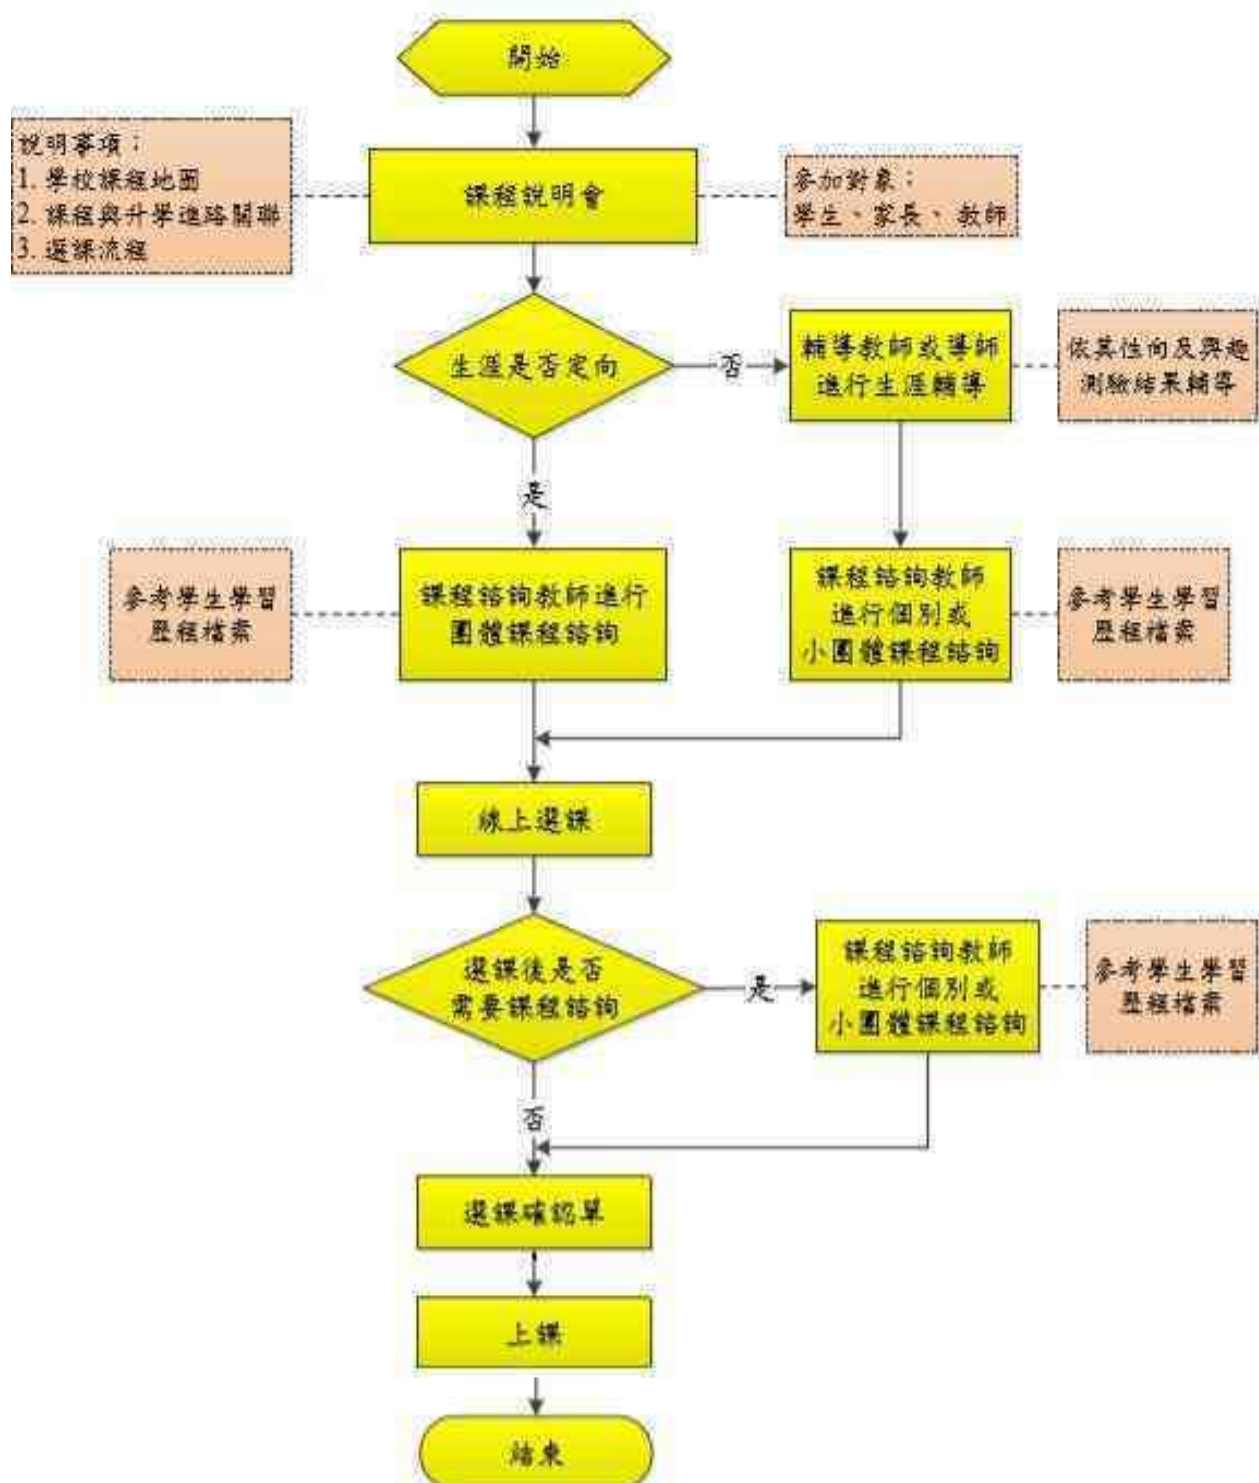 開始
說明事項：
1. 學校課程地圖
2. 課程與升學進路關聯
3. 選課流程
課程說明會
參加對象：
學生、家長、教師
生涯是否定向
否
輔導教師或導師
進行生涯輔導
依其性向及興趣
測驗結果輔導
是
參考學生學習
歷程檔案
課程諮詢教師進行
團體課程諮詢
課程諮詢教師
進行個別或
小團體課程諮詢
參考學生學習
歷程檔案
線上選課
選課後是否
需要課程諮詢
是
課程諮詢教師
進行個別或
小團體課程諮詢
參考學生學習
歷程檔案
否
選課確認單
上課
結束